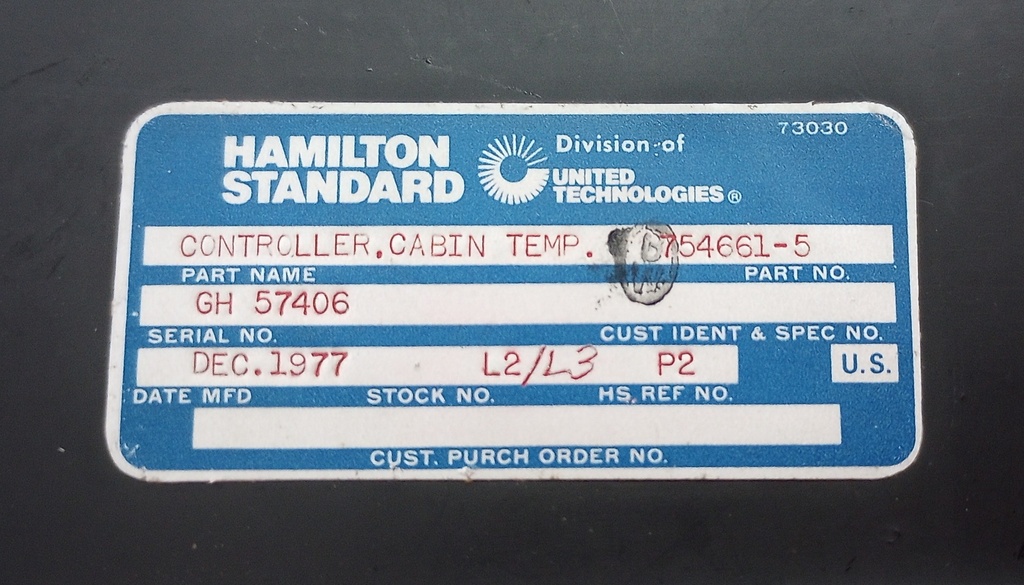 73030
HAMILTON
STANDARD
Division of
UNITED
TECHNOLOGIES®
CONTROLLER.CABIN TEMP. 754661-5
PART NAME PART NO.
GH 57406
SERIAL NO. CUST IDENT & SPEC NO.
DEC.1977 L2/L3 P2 U.S.
DATE MFD STOCK NO. HS. REF NO.
CUST. PURCH ORDER NO.